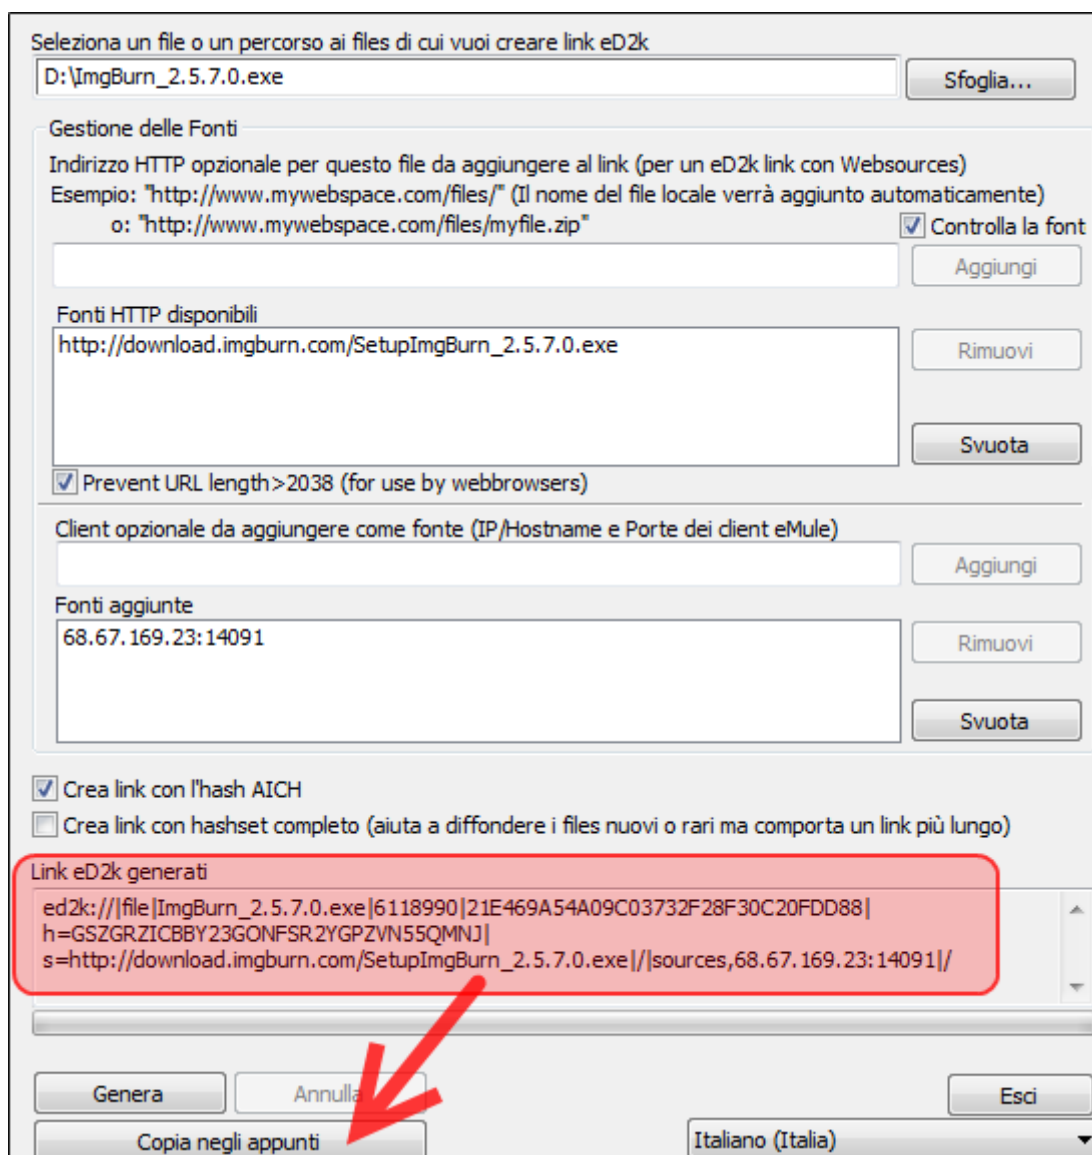 Seleziona un file o un percorso ai files di cui vuoi creare link eD2k
D:\ImgBurn_2.5.7.0.exe
Sfoglia...
Gestione delle Fonti
Indirizzo HTTP opzionale per questo file da aggiungere al link (per un eD2k link con Websources)
Esempio: "http://www.mywebspace.com/files/" (Il nome del file locale verrà aggiunto automaticamente)
o: "http://www.mywebspace.com/files/myfile.zip"
Controlla la font
Aggiungi
Fonti HTTP disponibili
http://download.imgburn.com/SetupImgBurn_2.5.7.0.exe
Rimuovi
Svuota
Prevent URL length>2038 (for use by webbrowsers)
Client opzionale da aggiungere come fonte (IP/Hostname e Porte dei client eMule)
Aggiungi
Fonti aggiunte
68.67.169.23:14091
Rimuovi
Svuota
Crea link con l'hash AICH
Crea link con hashset completo (aiuta a diffondere i files nuovi o rari ma comporta un link più lungo)
Link eD2k generati
ed2k://|file|ImgBurn_2.5.7.0.exe|6118990|21E469A54A09C03732F28F30C20FDD88|
h=GSZGRZICBBY23GONFSR2YGPZVN55QMNJ|
s=http://download.imgburn.com/SetupImgBurn_2.5.7.0.exe|/|sources,68.67.169.23:14091|/
Genera
Annulla
Esci
Copia negli appunti
Italiano (Italia)